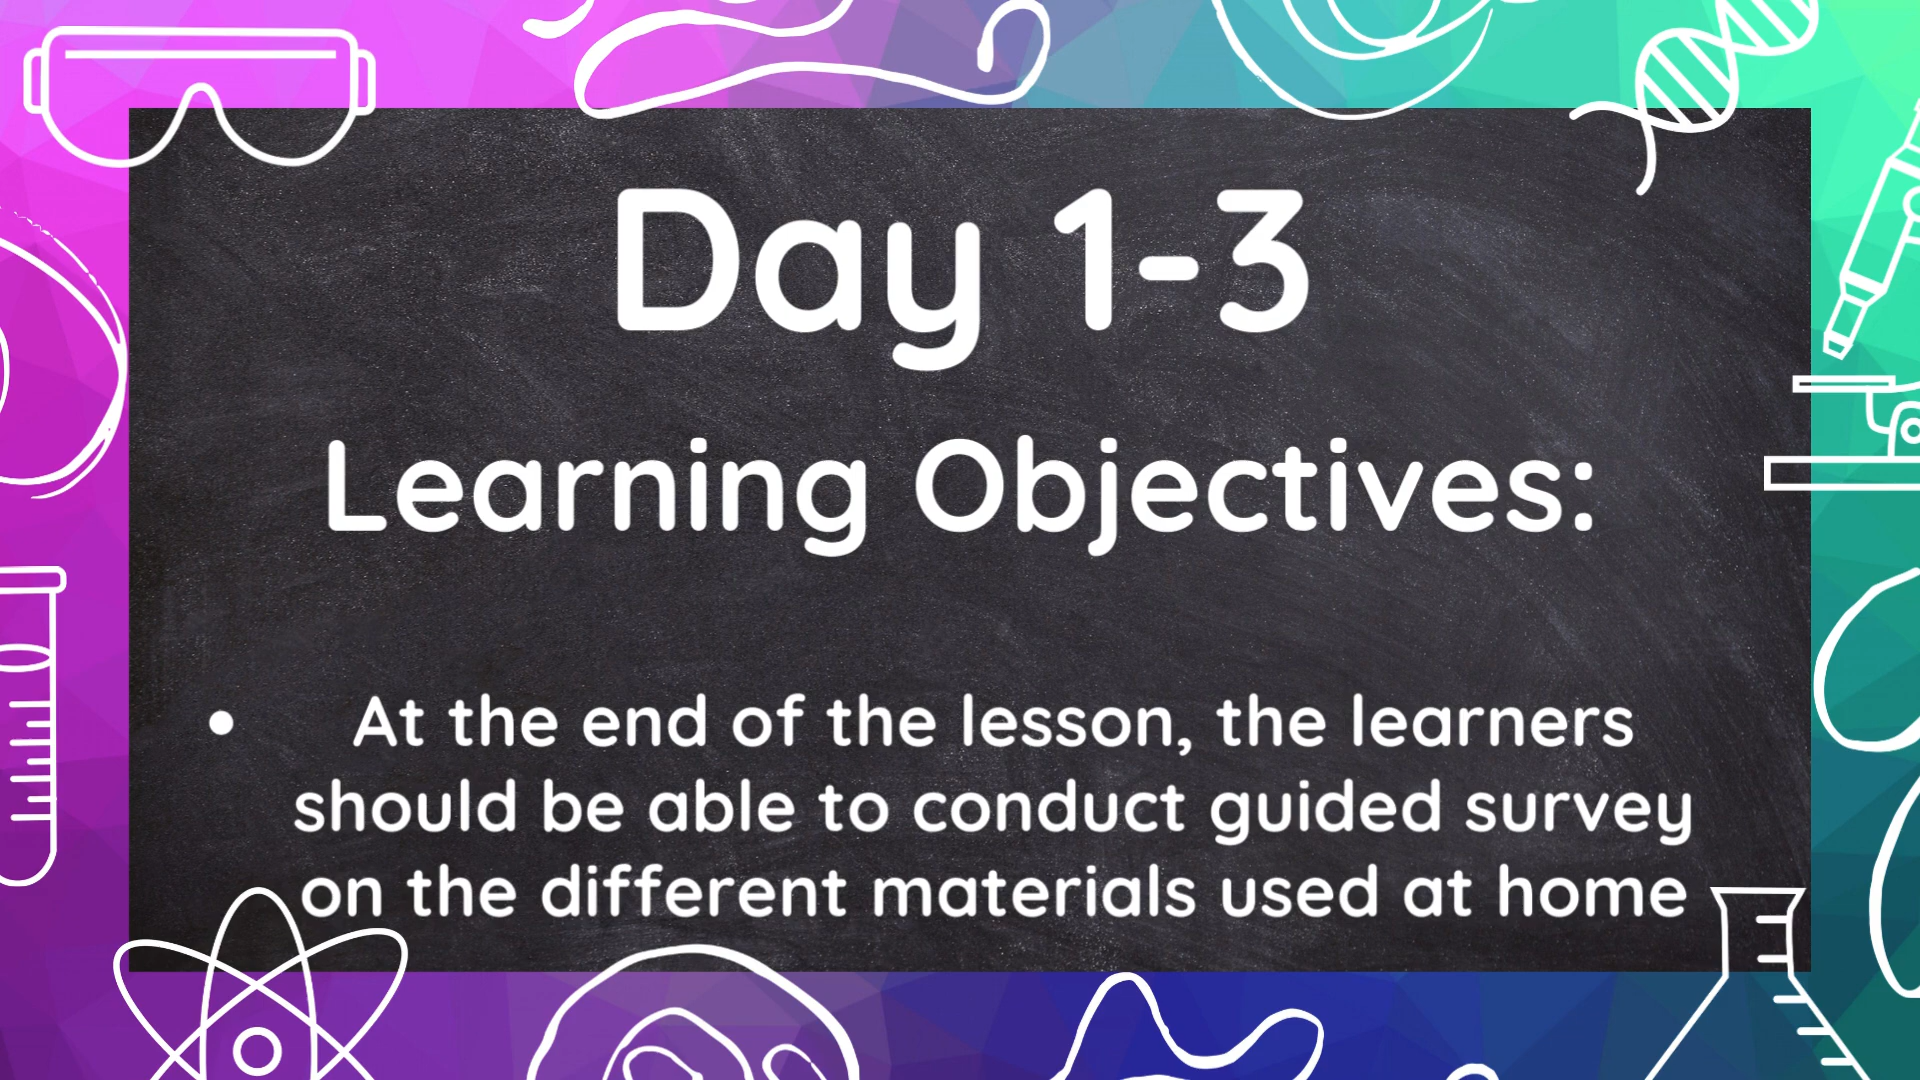 Day 1-3
Learning Objectives:
• At the end of the lesson, the learners
should be able to conduct guided survey
on the different materials used at home